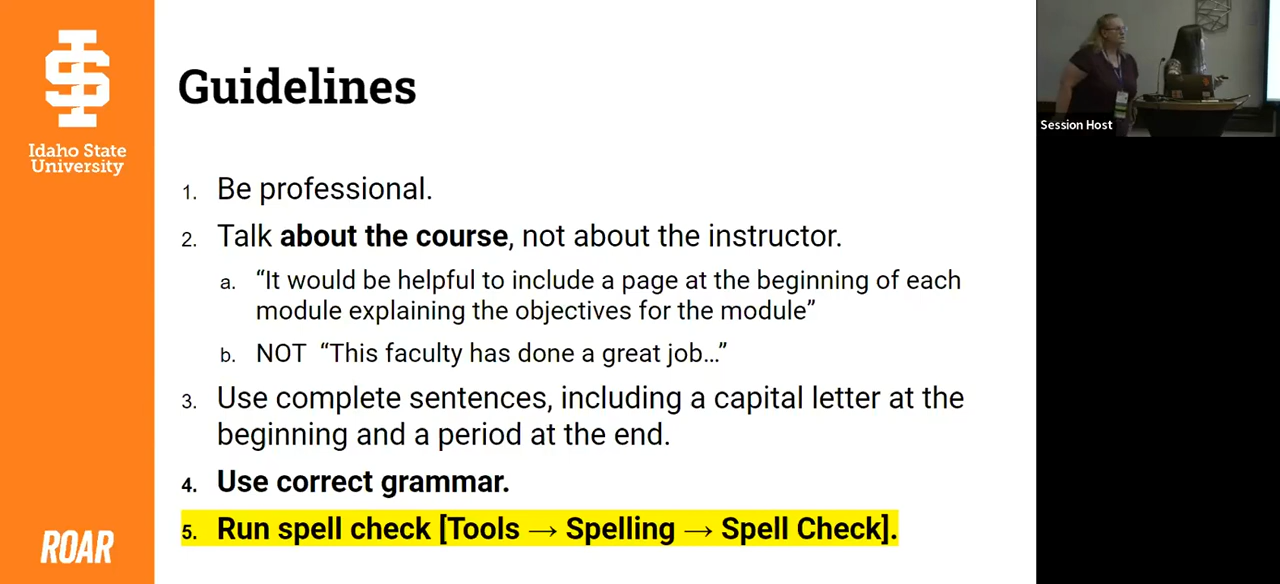 Idaho State
University
ROAR
Guidelines
1. Be professional.
2. Talk about the course, not about the instructor.
a. “It would be helpful to include a page at the beginning of each
module explaining the objectives for the module”
b. NOT “This faculty has done a great job…”
3. Use complete sentences, including a capital letter at the
beginning and a period at the end.
4. Use correct grammar.
5. Run spell check [Tools → Spelling → Spell Check].
Session Host